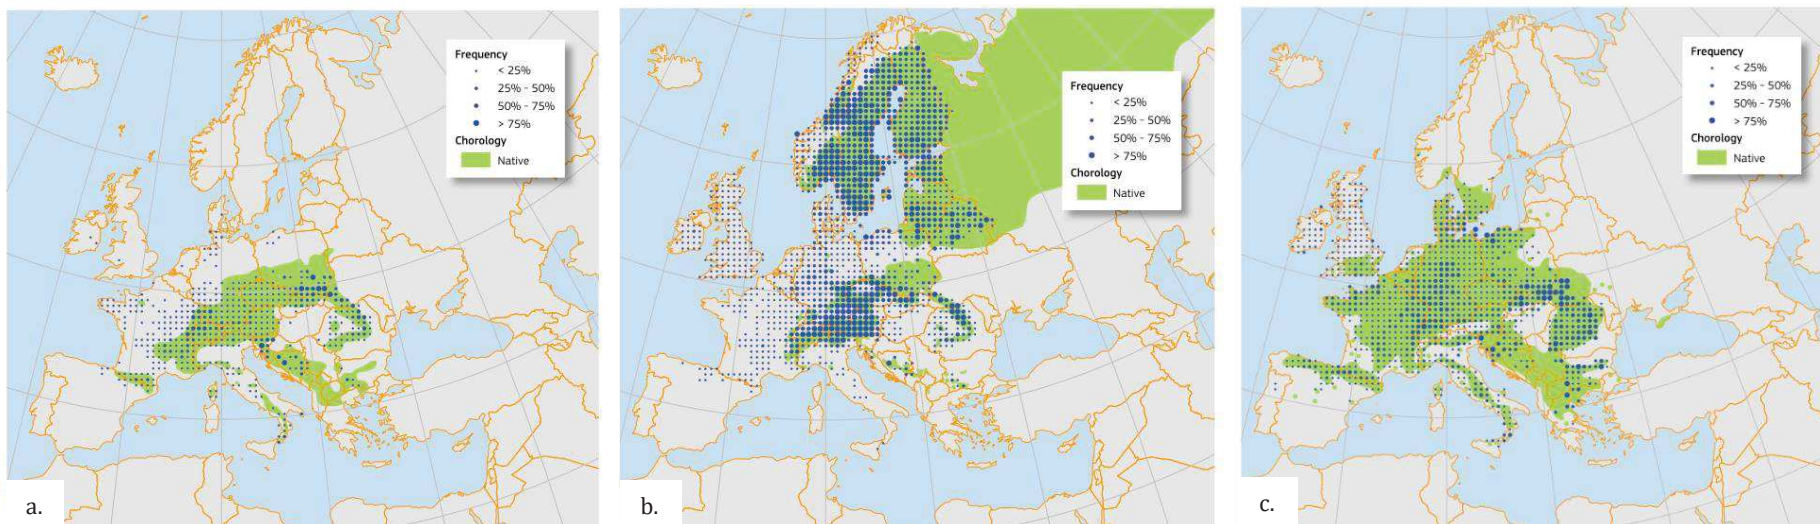 Frequency
< 25%
25% - 50%
50% - 75%
> 75%
Chorology
Native
a.
Frequency
< 25%
25% - 50%
50% - 75%
> 75%
Chorology
Native
b.
Frequency
< 25%
25% - 50%
50% - 75%
> 75%
Chorology
Native
c.